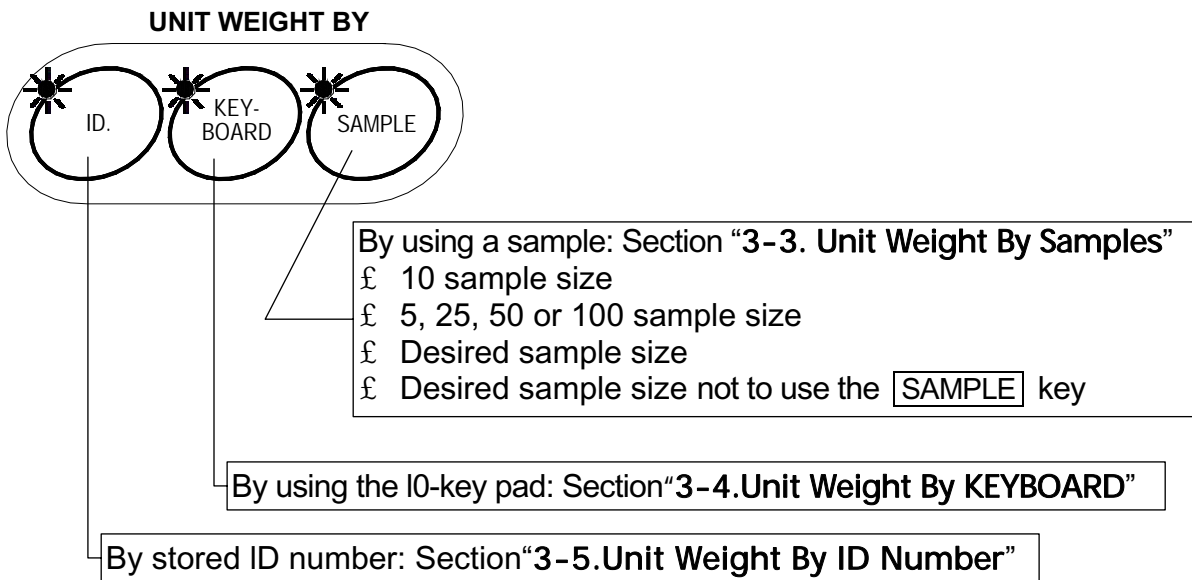 UNIT WEIGHT BY
ID.
KEY-
BOARD
SAMPLE
By using a sample: Section “3-3. Unit Weight By Samples”
£ 10 sample size
£ 5, 25, 50 or 100 sample size
£ Desired sample size
£ Desired sample size not to use the SAMPLE key
By using the l0-key pad: Section“3-4.Unit Weight By KEYBOARD”
By stored ID number: Section“3-5.Unit Weight By ID Number”